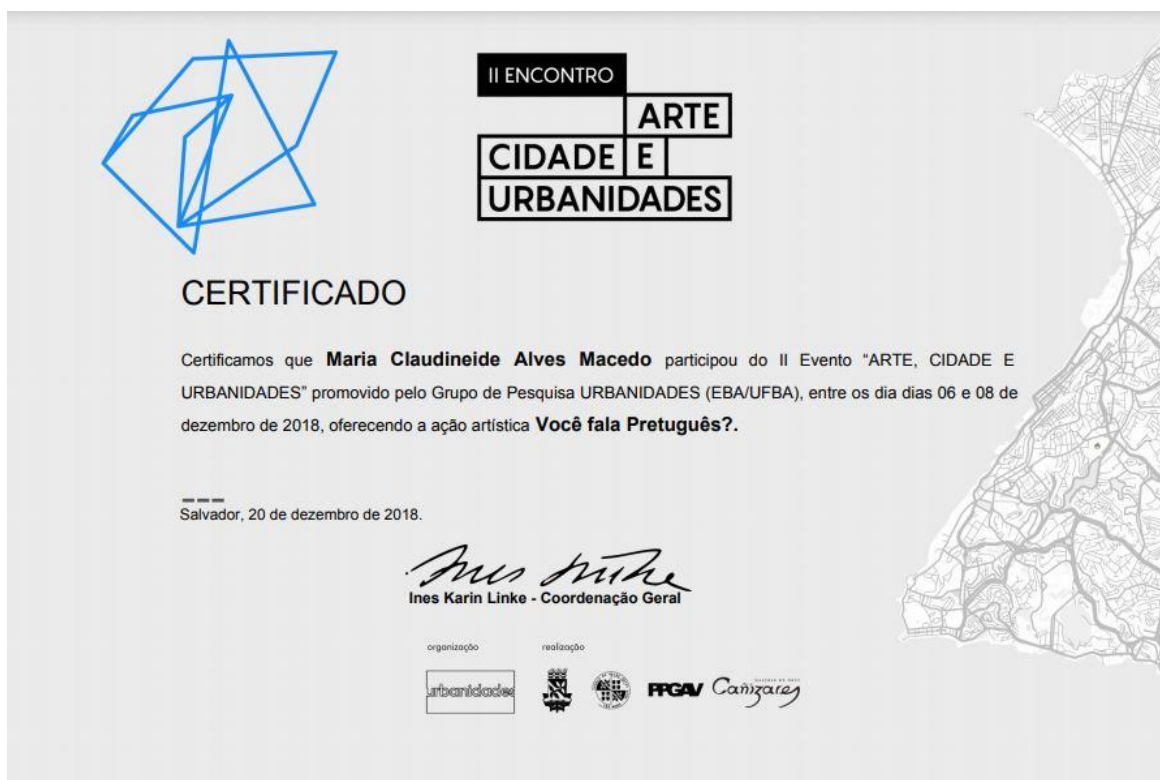 II ENCONTRO
ARTE
CIDADE E
URBANIDADES
CERTIFICADO
Certificamos que Maria Claudineide Alves Macedo participou do II Evento “ARTE, CIDADE E
URBANIDADES” promovido pelo Grupo de Pesquisa URBANIDADES (EBA/UFBA), entre os dia dias 06 e 08 de
dezembro de 2018, oferecendo a ação artística Você fala Pretuguês?.
Salvador, 20 de dezembro de 2018.
Ines Karin Linke - Coordenação Geral
organização realização
urbanidades PPGAV Cañizares